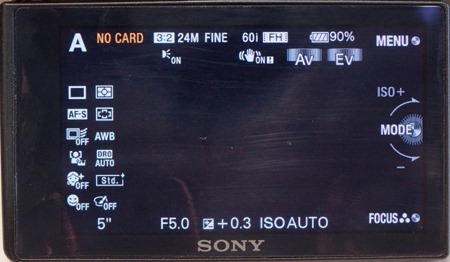 A NO CARD 3:2 24M FINE 60i FH 90% MENU
ON ON Av Ev
ISO+
AF-S
OFF AWB MODE
DRO
AUTO
OFF Std. −
OFF OFF FOCUS
5" F5.0 +0.3 ISO AUTO
SONY